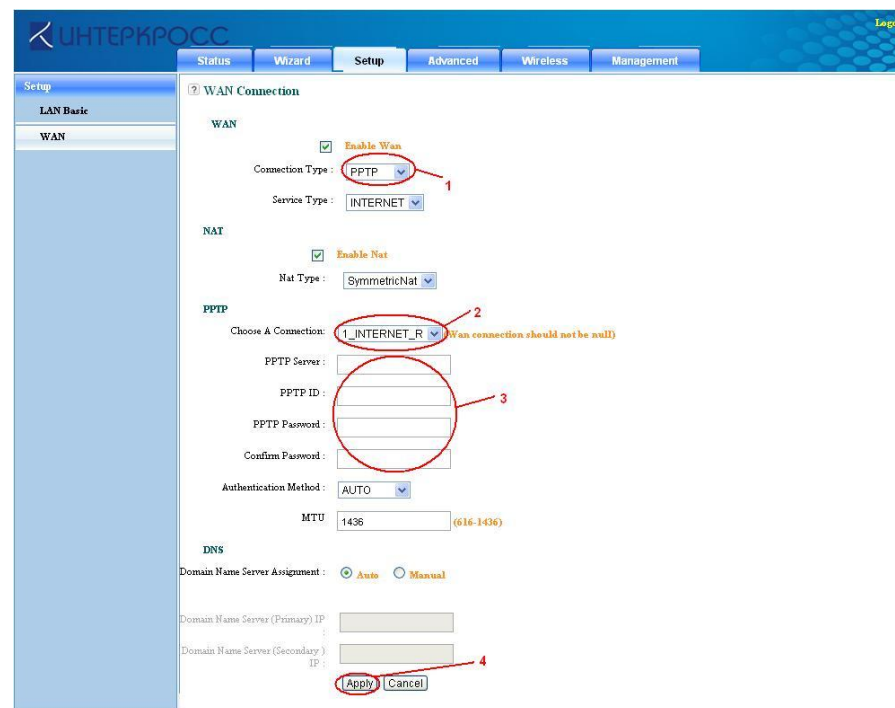 ИНТЕРКРОСС
Status Wizard Setup Advanced Wireless Management
Setup
LAN Basic
WAN
? WAN Connection
WAN
Enable Wan
Connection Type : PPTP
1
Service Type : INTERNET
NAT
Enable Nat
Nat Type : SymmetricNat
PPTP
2
Choose A Connection: 1_INTERNET_R (Wan connection should not be null)
PPTP Server :
PPTP ID :
3
PPTP Password :
Confirm Password :
Authentication Method : AUTO
MTU 1436 (616-1436)
DNS
Domain Name Server Assignment : Auto Manual
Domain Name Server (Primary) IP
:
Domain Name Server (Secondary )
IP :
4
Apply Cancel